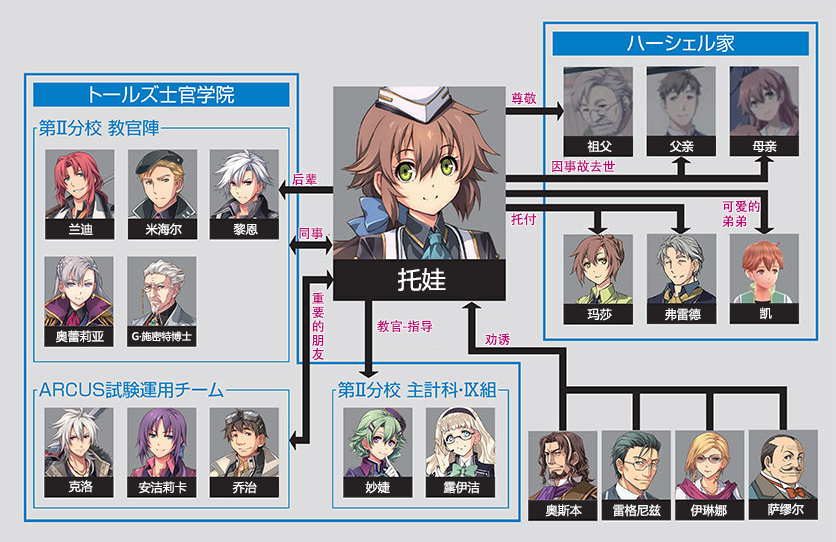 ハーシェル家
祖父
父亲
母亲
尊敬
因事故去世
可爱的
弟弟
托付
玛莎
弗雷德
凯
トールズ士官学院
第Ⅱ分校 教官陣
兰迪
米海尔
黎恩
奥蕾莉亚
G·施密特博士
后辈
同事
托娃
重要的朋友
教官-指导
劝诱
ARCUS試験運用チーム
克洛
安洁莉卡
乔治
第Ⅱ分校 主計科·Ⅸ組
妙婕
露伊洁
奥斯本
雷格尼兹
伊琳娜
萨缪尔